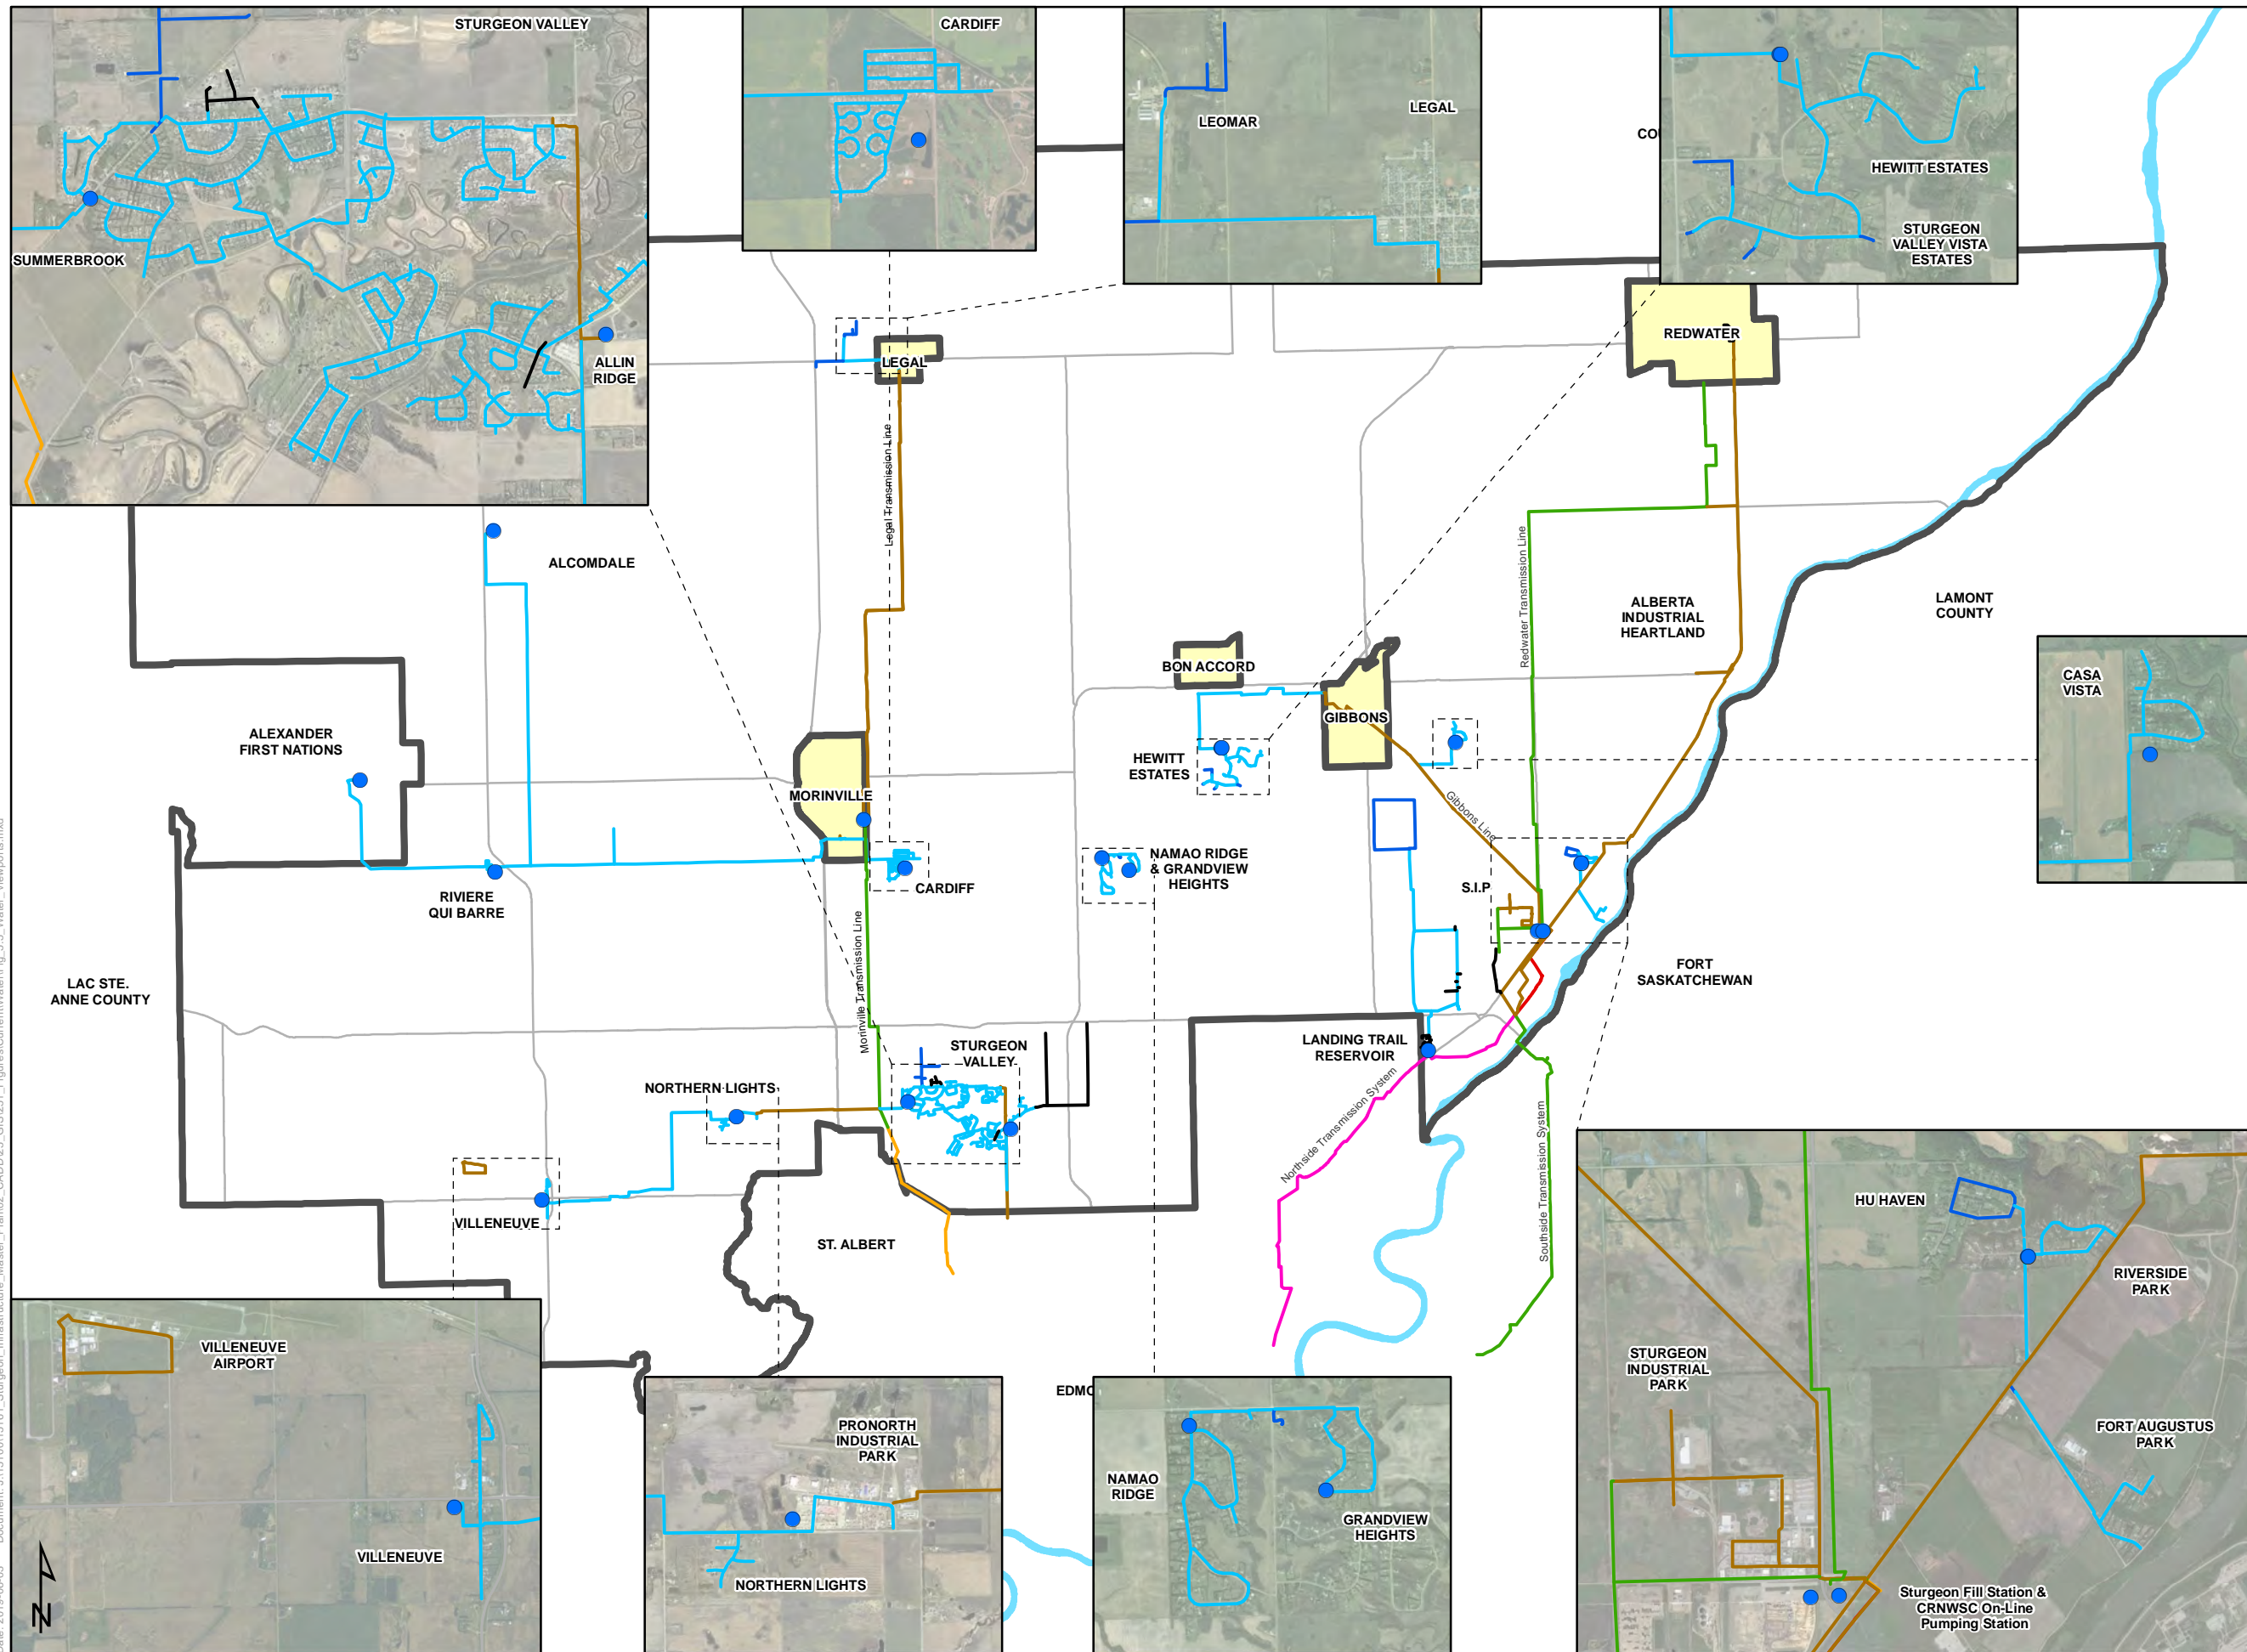 STURGEON VALLEY
SUMMERBROOK
ALLIN
RIDGE
CARDIFF
LEOMAR
LEGAL
HEWITT ESTATES
STURGEON
VALLEY VISTA
ESTATES
LEGAL
REDWATER
Legal Transmission Line
ALCOMDALE
Redwater Transmission Line
ALBERTA
INDUSTRIAL
HEARTLAND
LAMONT
COUNTY
BON ACCORD
CASA
VISTA
ALEXANDER
FIRST NATIONS
GIBBONS
HEWITT
ESTATES
MORINVILLE
Gibbons Line
NAMAO RIDGE
& GRANDVIEW
HEIGHTS
CARDIFF
S.I.P
RIVIERE
QUI BARRE
Morinville Transmission Line
LAC STE.
ANNE COUNTY
FORT
SASKATCHEWAN
STURGEON
VALLEY
LANDING TRAIL
RESERVOIR
NORTHERN LIGHTS
Northside Transmission System
Southside Transmission System
VILLENEUVE
ST. ALBERT
HU HAVEN
RIVERSIDE
PARK
STURGEON
INDUSTRIAL
PARK
FORT AUGUSTUS
PARK
Sturgeon Fill Station &
CRNWSC On-Line
Pumping Station
VILLENEUVE
AIRPORT
VILLENEUVE
N
PRONORTH
INDUSTRIAL
PARK
NORTHERN LIGHTS
EDMO
NAMAO
RIDGE
GRANDVIEW
HEIGHTS